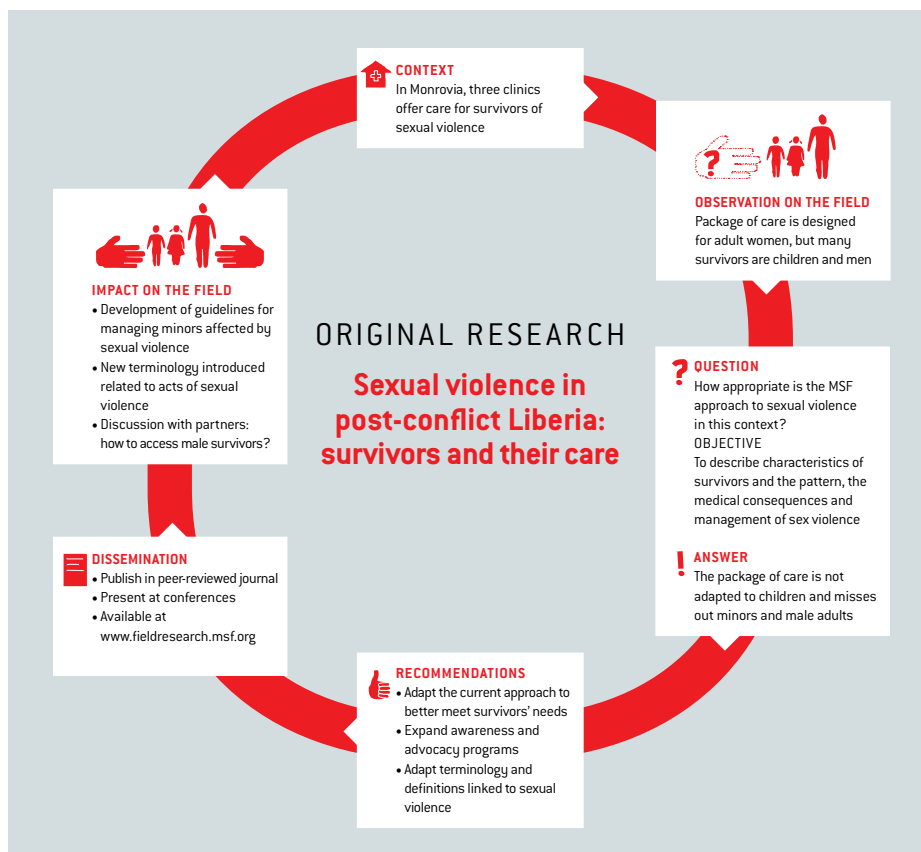 CONTEXT
In Monrovia, three clinics
offer care for survivors of
sexual violence
?
OBSERVATION ON THE FIELD
Package of care is designed
for adult women, but many
survivors are children and men
? QUESTION
How appropriate is the MSF
approach to sexual violence
in this context?
OBJECTIVE
To describe characteristics of
survivors and the pattern, the
medical consequences and
management of sex violence
! ANSWER
The package of care is not
adapted to children and misses
out minors and male adults
RECOMMENDATIONS
• Adapt the current approach to
better meet survivors' needs
• Expand awareness and
advocacy programs
• Adapt terminology and
definitions linked to sexual
violence
DISSEMINATION
• Publish in peer-reviewed journal
• Present at conferences
• Available at
www.fieldresearch.msf.org
IMPACT ON THE FIELD
• Development of guidelines for
managing minors affected by
sexual violence
• New terminology introduced
related to acts of sexual
violence
• Discussion with partners:
how to access male survivors?
ORIGINAL RESEARCH
Sexual violence in
post-conflict Liberia:
survivors and their care